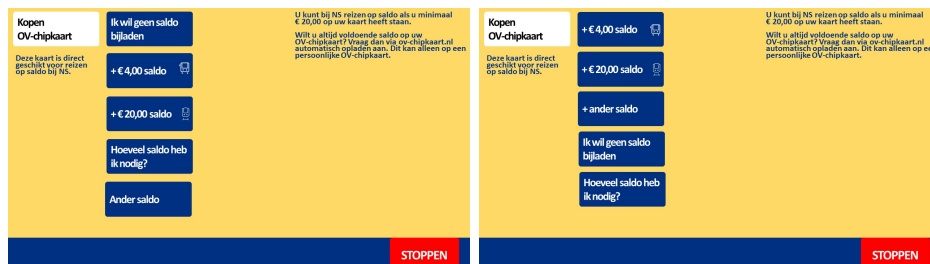 Kopen
OV-chipkaart
Deze kaart is direct
geschikt voor reizen
op saldo bij NS.
Ik wil geen saldo
bijladen
+ € 4,00 saldo
+ € 20,00 saldo
Hoeveel saldo heb
ik nodig?
Ander saldo
U kunt bij NS reizen op saldo als u minimaal
€ 20,00 op uw kaart heeft staan.
Wilt u altijd voldoende saldo op uw
OV-chipkaart? Vraag dan via ov-chipkaart.nl
automatisch opladen aan. Dit kan alleen op een
persoonlijke OV-chipkaart.
STOPPEN
Kopen
OV-chipkaart
Deze kaart is direct
geschikt voor reizen
op saldo bij NS.
+ € 4,00 saldo
+ € 20,00 saldo
+ ander saldo
Ik wil geen saldo
bijladen
Hoeveel saldo heb
ik nodig?
U kunt bij NS reizen op saldo als u minimaal
€ 20,00 op uw kaart heeft staan.
Wilt u altijd voldoende saldo op uw
OV-chipkaart? Vraag dan via ov-chipkaart.nl
automatisch opladen aan. Dit kan alleen op
persoonlijke OV-chipkaart.
STOPPEN